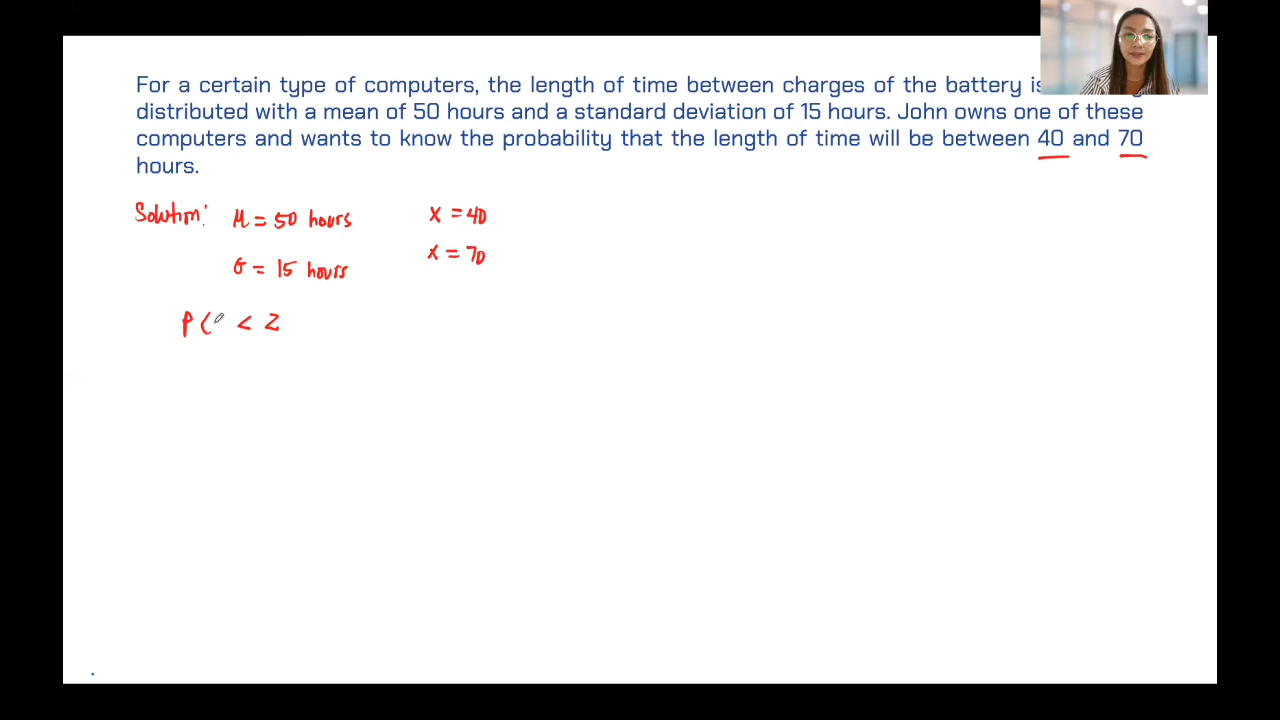 For a certain type of computers, the length of time between charges of the battery is
distributed with a mean of 50 hours and a standard deviation of 15 hours. John owns one of these
computers and wants to know the probability that the length of time will be between 40 and 70
hours.
Solution: μ = 50 hours x = 40
σ = 15 hours x = 70
P ( < z